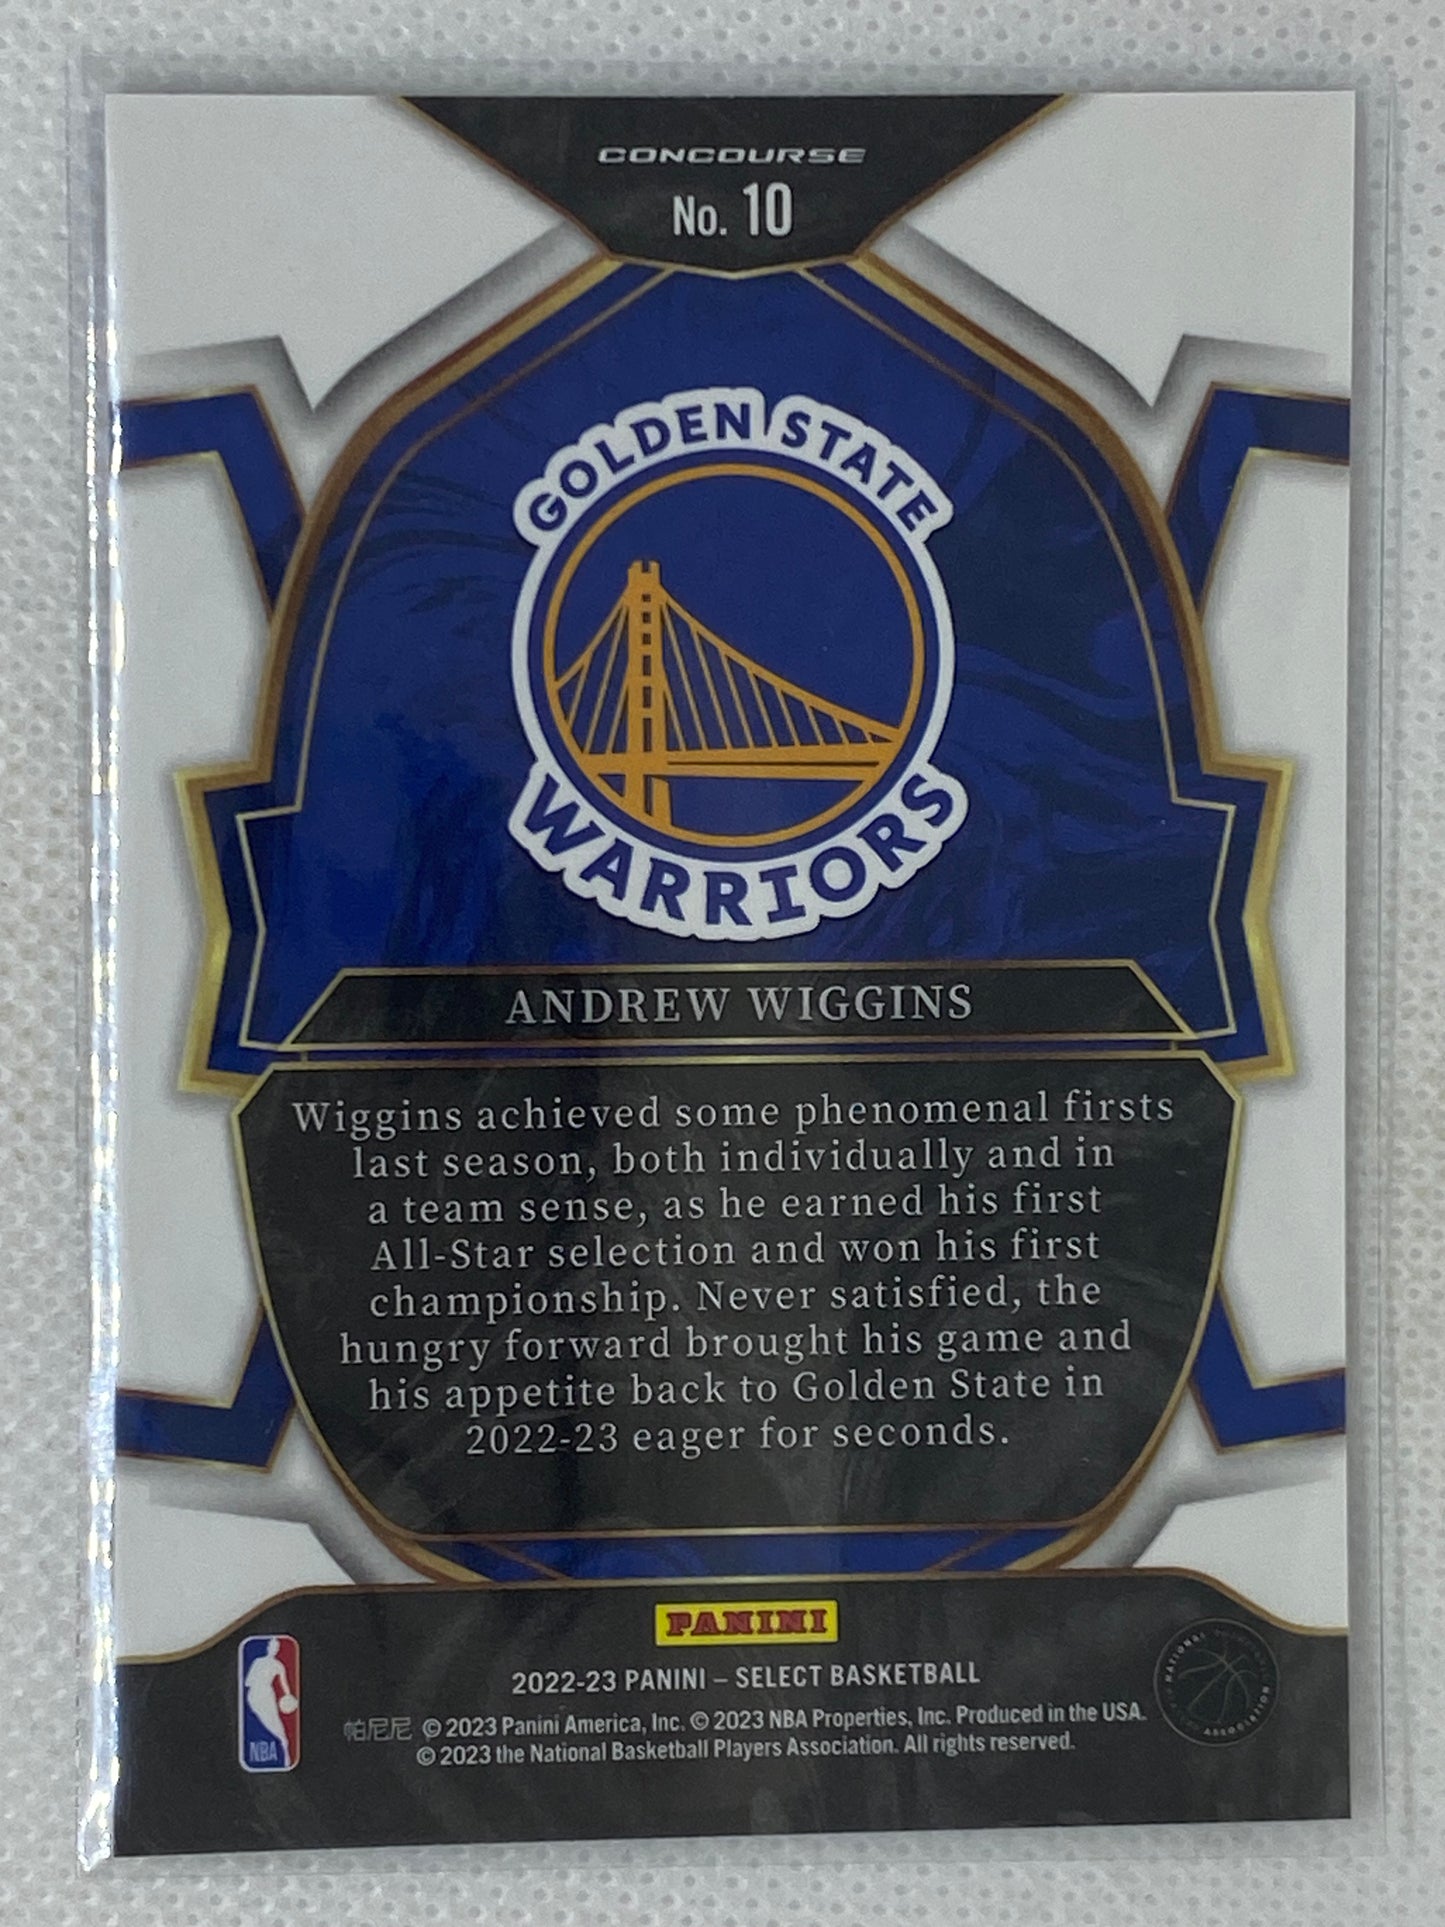 CONCOURSE
No. 10
GOLDEN STATE
WARRIORS
ANDREW WIGGINS
Wiggins achieved some phenomenal firsts
last season, both individually and in
a team sense, as he earned his first
All-Star selection and won his first
championship. Never satisfied, the
hungry forward brought his game and
his appetite back to Golden State in
2022-23 eager for seconds.
PANINI
2022-23 PANINI – SELECT BASKETBALL
帕尼尼 © 2023 Panini America, Inc. © 2023 NBA Properties, Inc. Produced in the USA.
© 2023 the National Basketball Players Association. All rights reserved.
NBA
NATIONAL
ASSOCIATION